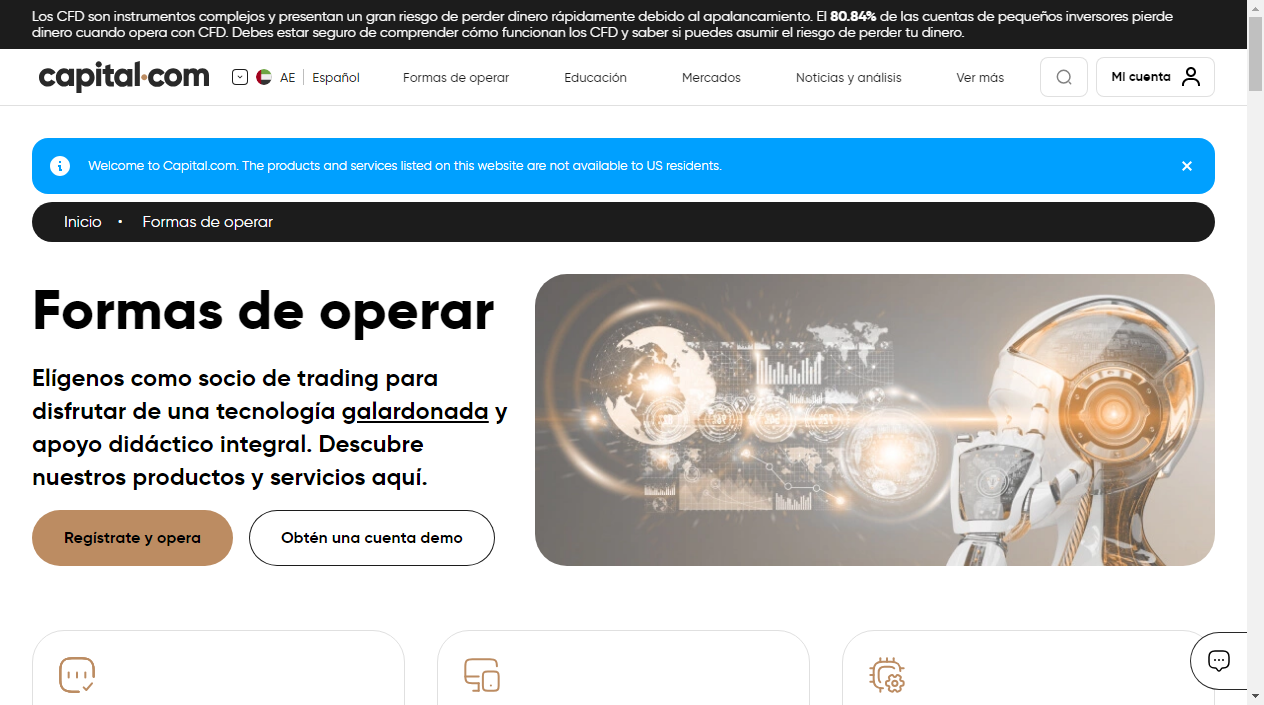 Los CFD son instrumentos complejos y presentan un gran riesgo de perder dinero rápidamente debido al apalancamiento. El 80.84% de las cuentas de pequeños inversores pierde
dinero cuando opera con CFD. Debes estar seguro de comprender cómo funcionan los CFD y saber si puedes asumir el riesgo de perder tu dinero.
capital.com
AE Español
Formas de operar
Educación
Mercados
Noticias y análisis
Ver más
Mi cuenta
Welcome to Capital.com. The products and services listed on this website are not available to US residents.
Inicio • Formas de operar
Formas de operar
Elígenos como socio de trading para
disfrutar de una tecnología galardonada y
apoyo didáctico integral. Descubre
nuestros productos y servicios aquí.
Regístrate y opera
Obtén una cuenta demo